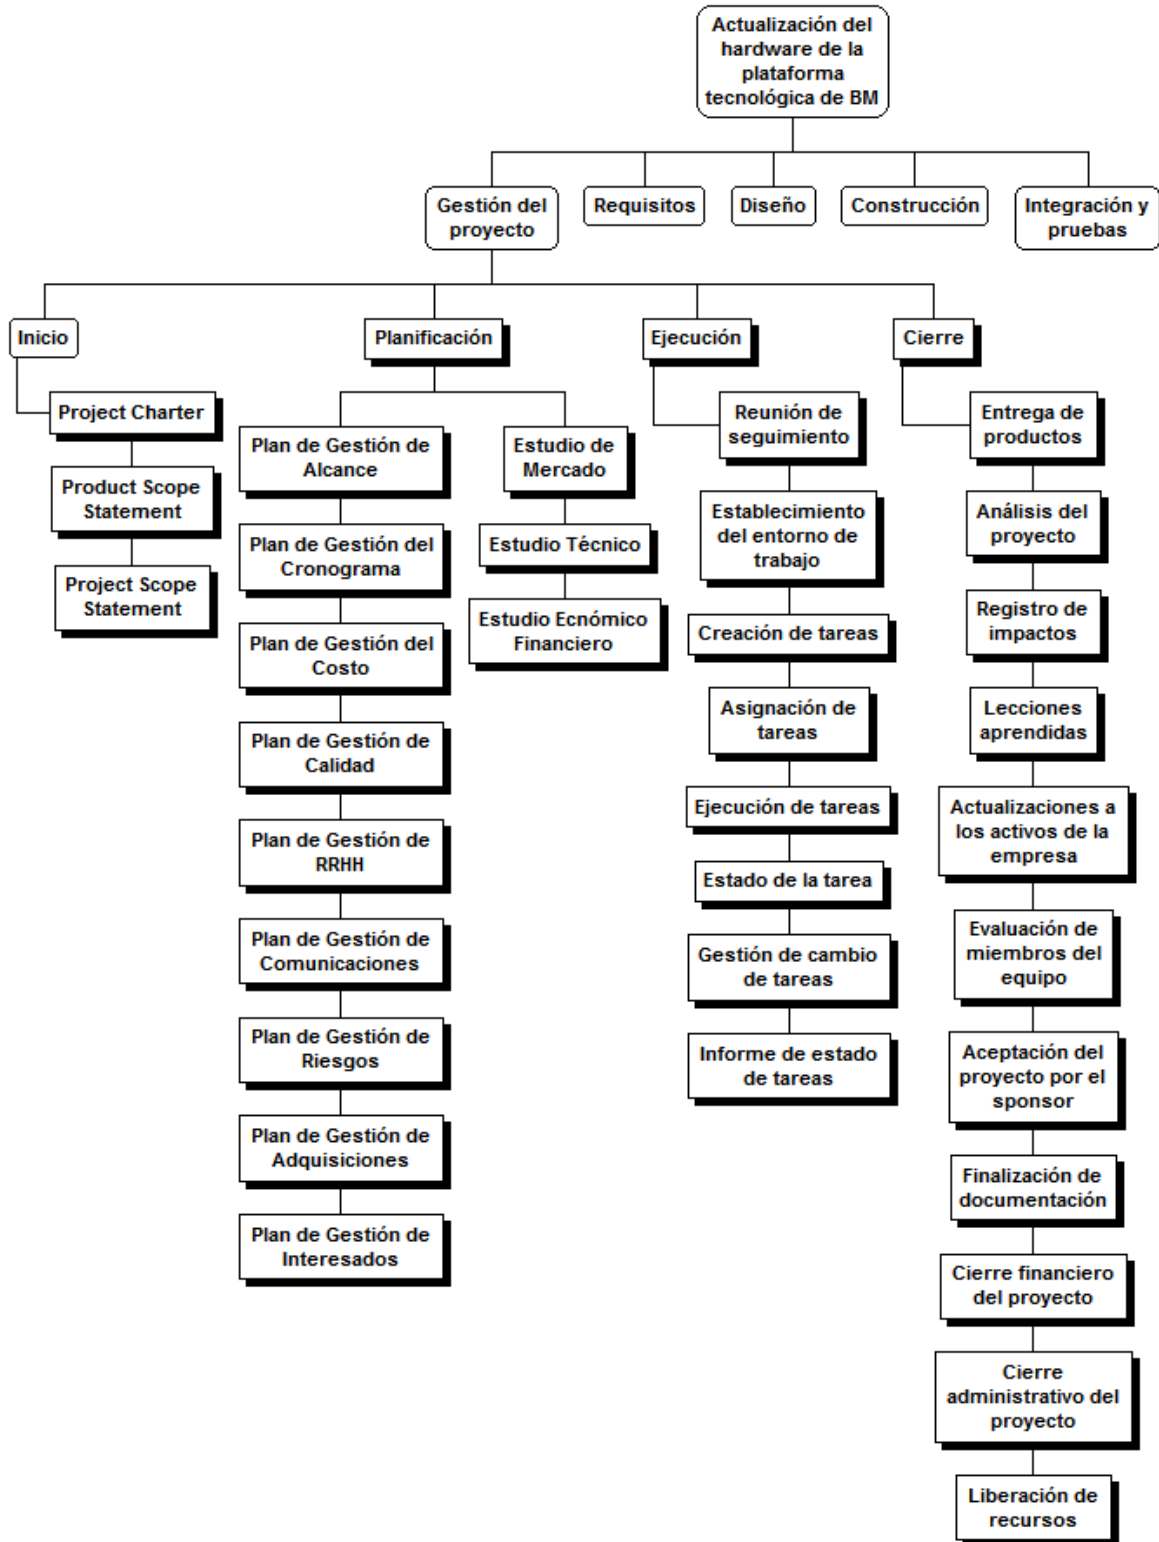 Actualización del
hardware de la
plataforma
tecnológica de BM
Gestión del
proyecto
Requisitos
Diseño
Construcción
Integración y
pruebas
Inicio
Project Charter
Product Scope
Statement
Project Scope
Statement
Planificación
Plan de Gestión de
Alcance
Plan de Gestión del
Cronograma
Plan de Gestión del
Costo
Plan de Gestión de
Calidad
Plan de Gestión de
RRHH
Plan de Gestión de
Comunicaciones
Plan de Gestión de
Riesgos
Plan de Gestión de
Adquisiciones
Plan de Gestión de
Interesados
Estudio de
Mercado
Estudio Técnico
Estudio Ecnómico
Financiero
Ejecución
Reunión de
seguimiento
Establecimiento
del entorno de
trabajo
Creación de tareas
Asignación de
tareas
Ejecución de tareas
Estado de la tarea
Gestión de cambio
de tareas
Informe de estado
de tareas
Cierre
Entrega de
productos
Análisis del
proyecto
Registro de
impactos
Lecciones
aprendidas
Actualizaciones a
los activos de la
empresa
Evaluación de
miembros del
equipo
Aceptación del
proyecto por el
sponsor
Finalización de
documentación
Cierre financiero
del proyecto
Cierre
administrativo del
proyecto
Liberación de
recursos